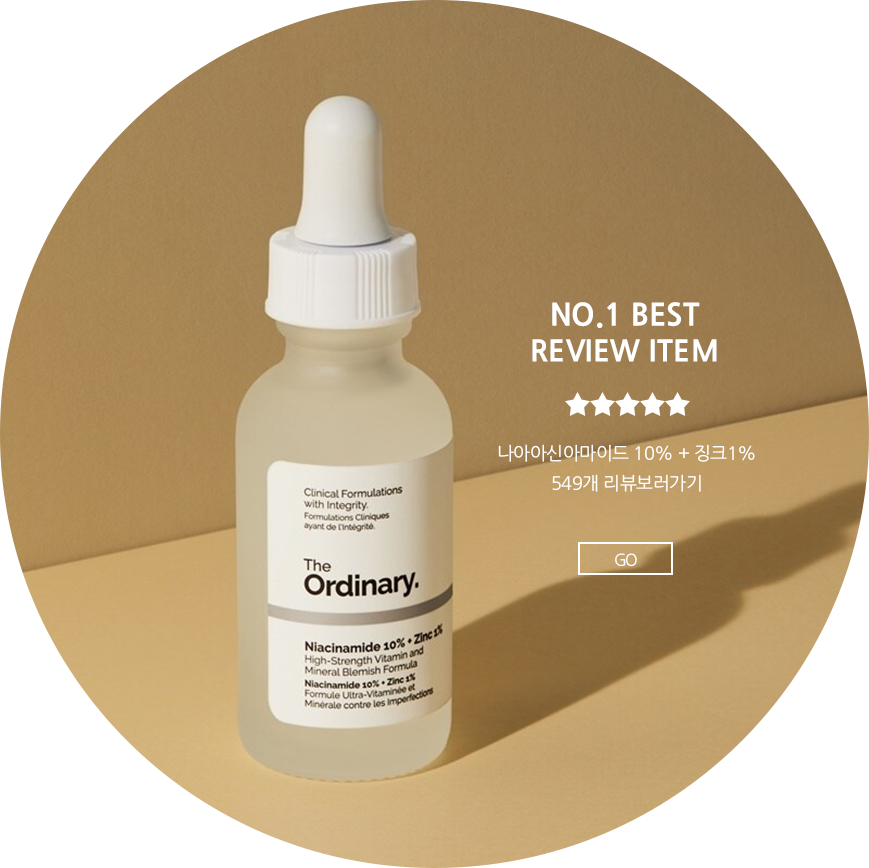 NO.1 BEST
REVIEW ITEM
나아아신아마이드 10% + 징크1%
549개 리뷰보러가기
GO
Clinical Formulations
with Integrity.
Formulations Cliniques
ayant de l'Intégrité.
The
Ordinary.
Niacinamide 10% + Zinc 1%
High-Strength Vitamin and
Mineral Blemish Formula
Niacinamide 10% + Zinc 1%
Formule Ultra-Vitaminée et
Minérale contre les Imperfections